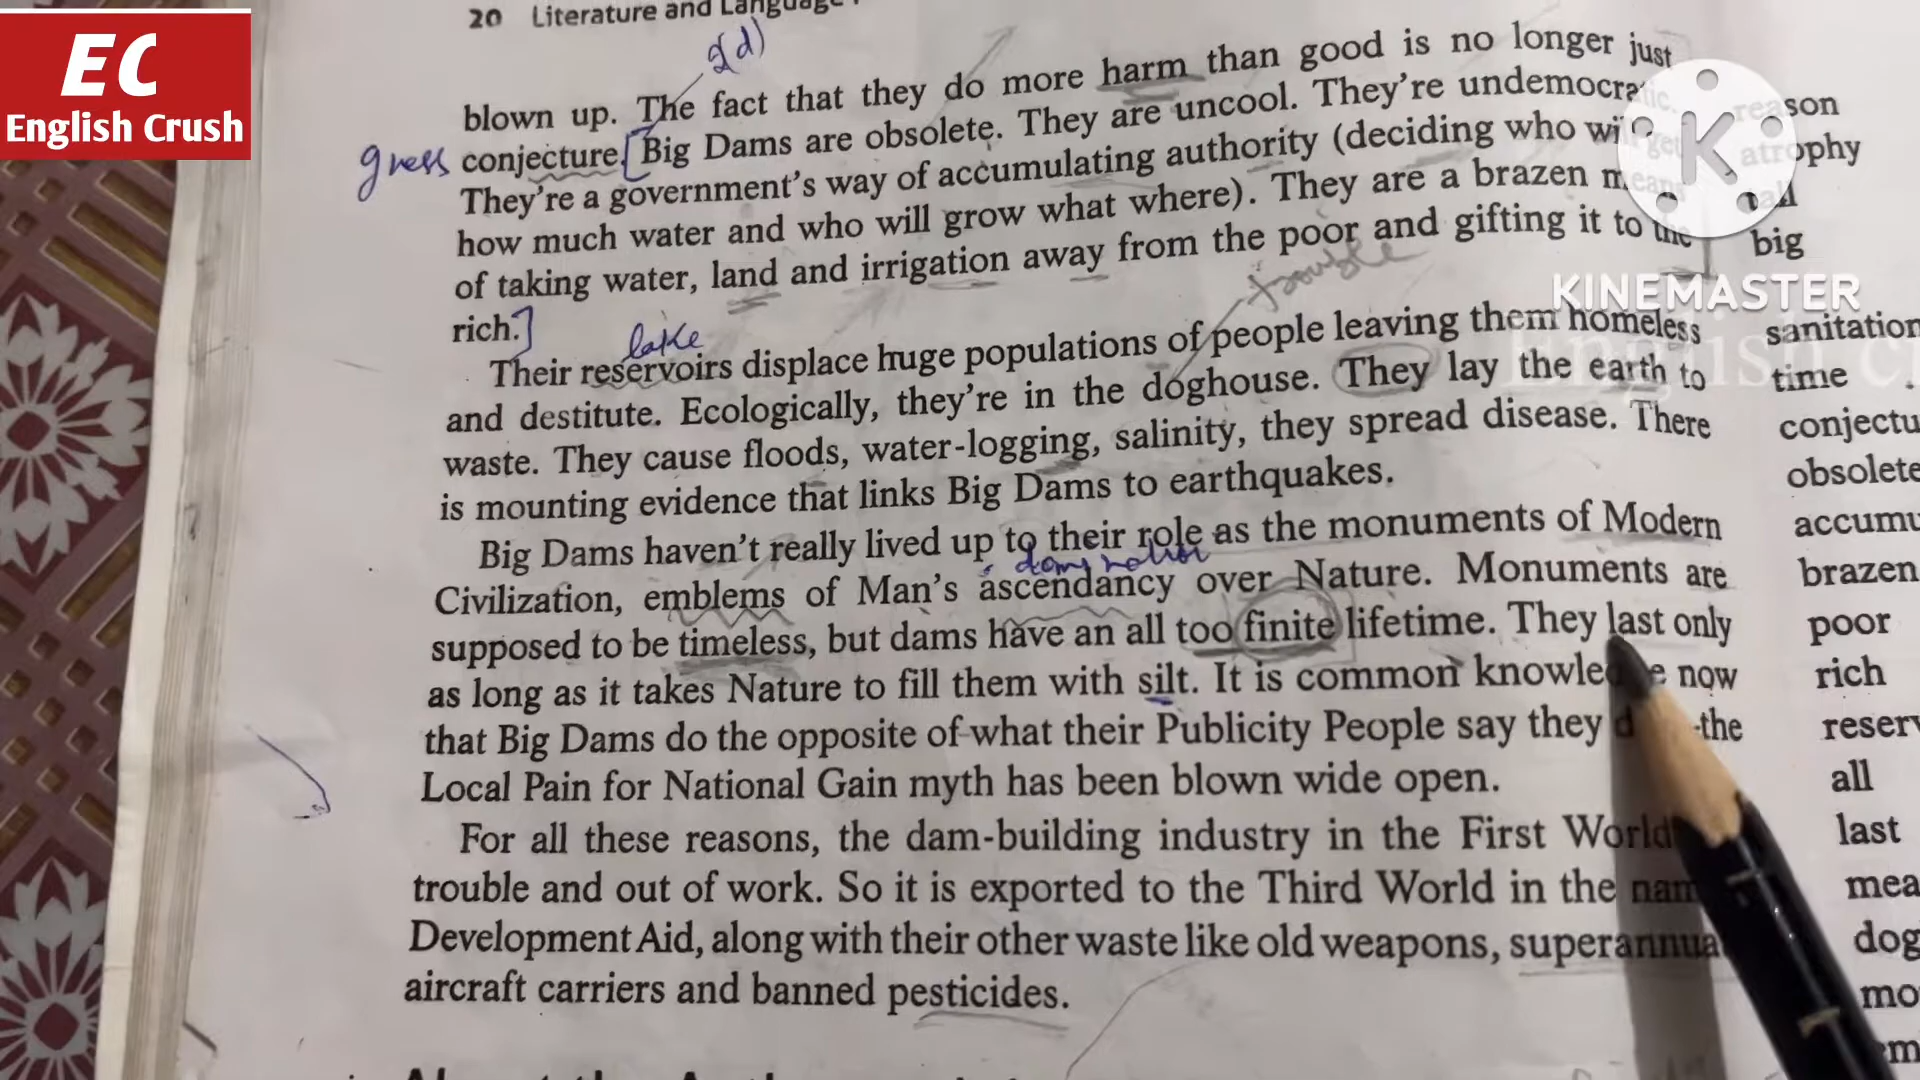 EC
English Crush
20 Literature and Language
2(d)
blown up. The fact that they do more harm than good is no longer just
guess conjecture. [Big Dams are obsolete. They are uncool. They're undemocratic.
They're a government's way of accumulating authority (deciding who will get
how much water and who will grow what where). They are a brazen means
of taking water, land and irrigation away from the poor and gifting it to the
rich.]
lake
trouble
Their reservoirs displace huge populations of people leaving them homeless
and destitute. Ecologically, they're in the doghouse. They lay the earth to
waste. They cause floods, water-logging, salinity, they spread disease. There
is mounting evidence that links Big Dams to earthquakes.
Big Dams haven't really lived up to their role as the monuments of Modern
Civilization, emblems of Man's ascendancy over Nature. Monuments are
supposed to be timeless, but dams have an all too finite lifetime. They last only
as long as it takes Nature to fill them with silt. It is common now
that Big Dams do the opposite of what their Publicity People say they the
Local Pain for National Gain myth has been blown wide open.
For all these reasons, the dam-building industry in the First World
trouble and out of work. So it is exported to the Third World in the
Development Aid, along with their other waste like old weapons,
aircraft carriers and banned pesticides.
reason
atrophy
big
sanitation
time
obsolete
brazen
poor
rich
all
last
K
KINEMASTER